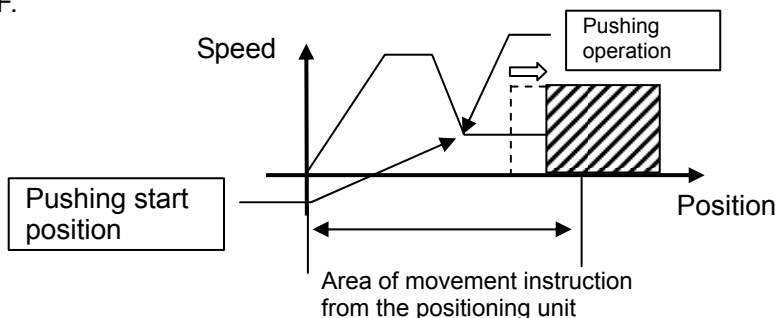 Speed
Pushing
operation
Pushing start
position
Position
Area of movement instruction
from the positioning unit